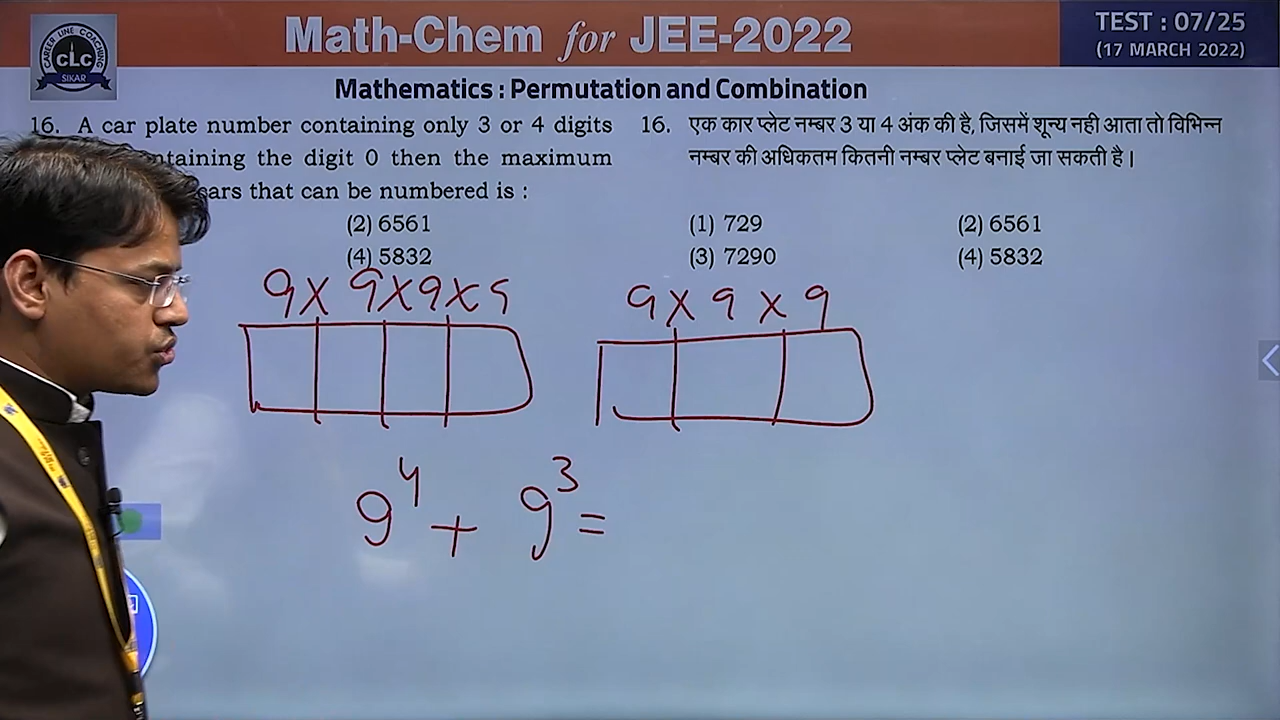 CAREER LINE COACHING
CLC
SIKAR
Math-Chem for JEE-2022
TEST : 07/25
(17 MARCH 2022)
Mathematics : Permutation and Combination
16. A car plate number containing only 3 or 4 digits
ntaining the digit 0 then the maximum
cars that can be numbered is :
(2) 6561
(4) 5832
16. एक कार प्लेट नम्बर 3 या 4 अंक की है, जिसमें शून्य नही आता तो विभिन्न
नम्बर की अधिकतम कितनी नम्बर प्लेट बनाई जा सकती है।
(1) 729 (2) 6561
(3) 7290 (4) 5832
9 x 9 x 9 x 9
9 x 9 x 9
9⁴ + 9³ =